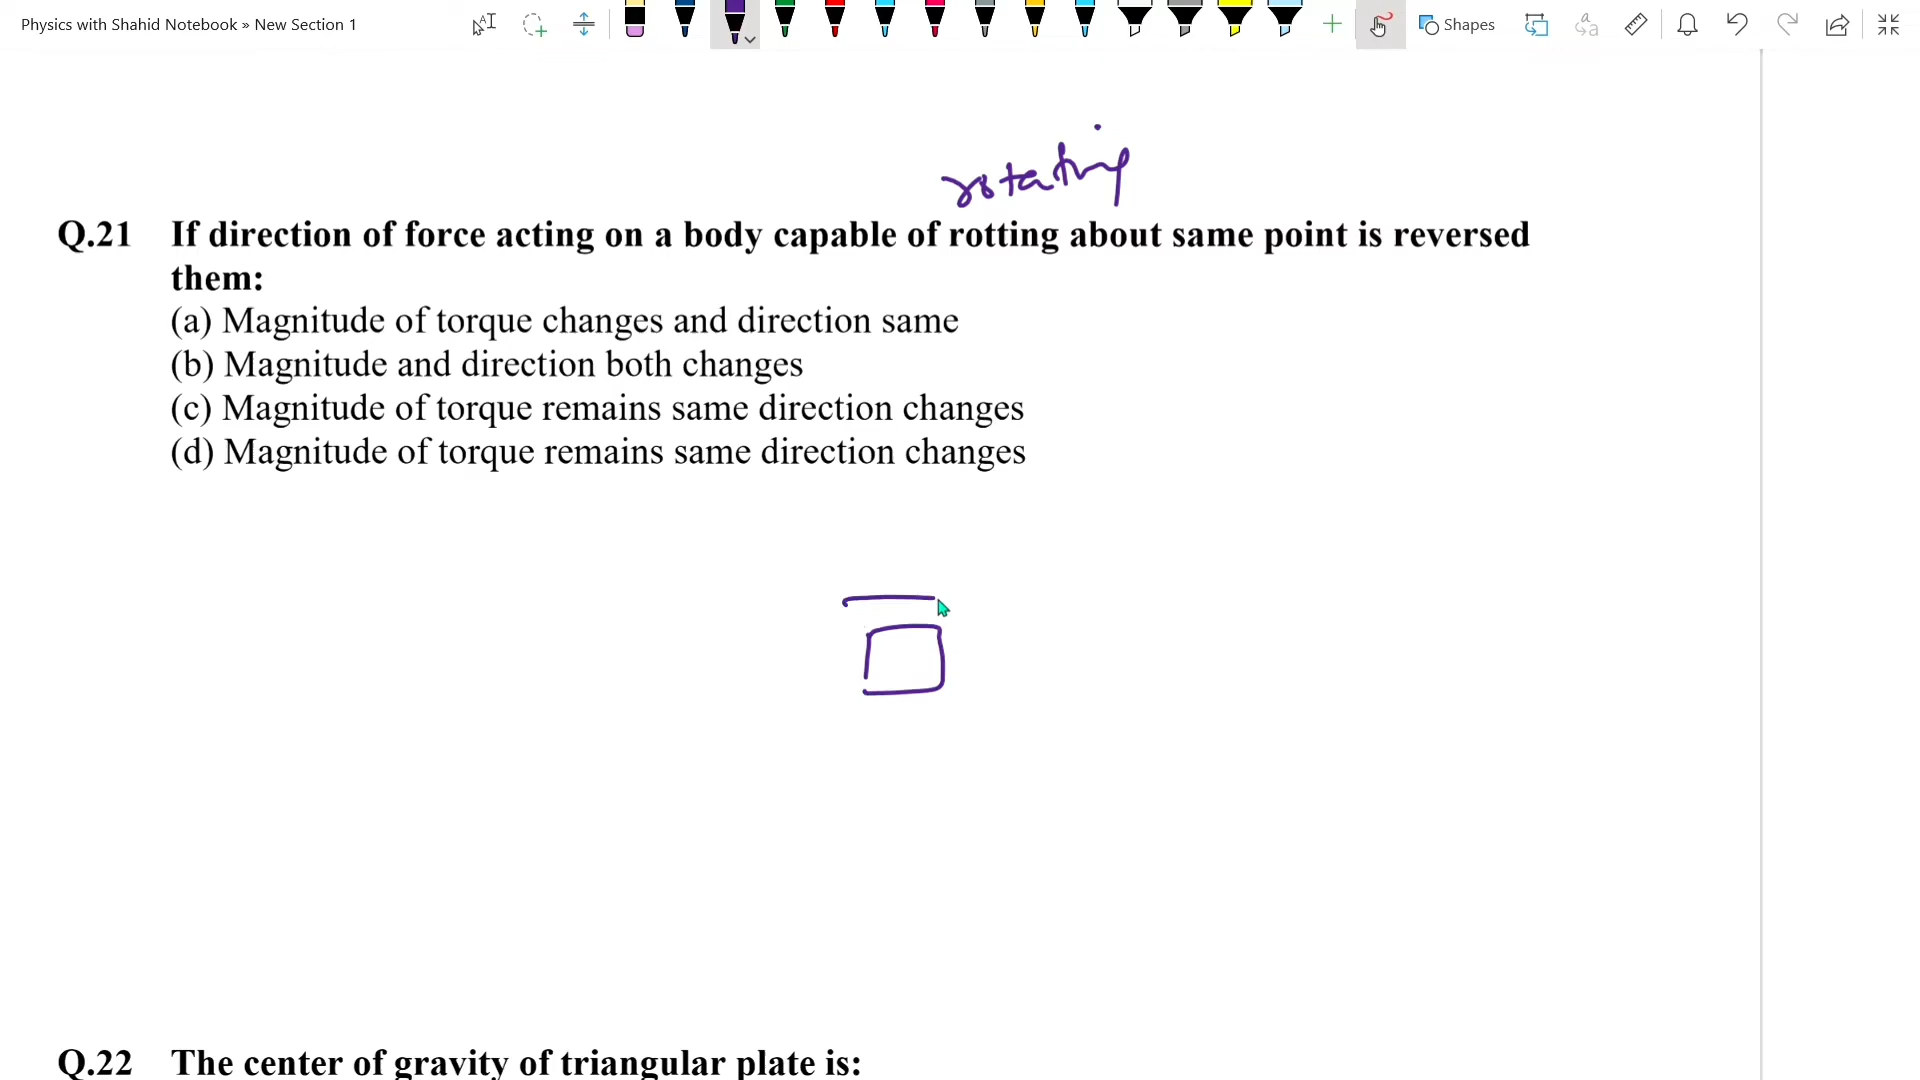 Physics with Shahid Notebook » New Section 1
Shapes
rotating
Q.21 If direction of force acting on a body capable of rotting about same point is reversed
them:
(a) Magnitude of torque changes and direction same
(b) Magnitude and direction both changes
(c) Magnitude of torque remains same direction changes
(d) Magnitude of torque remains same direction changes
Q.22 The center of gravity of triangular plate is: